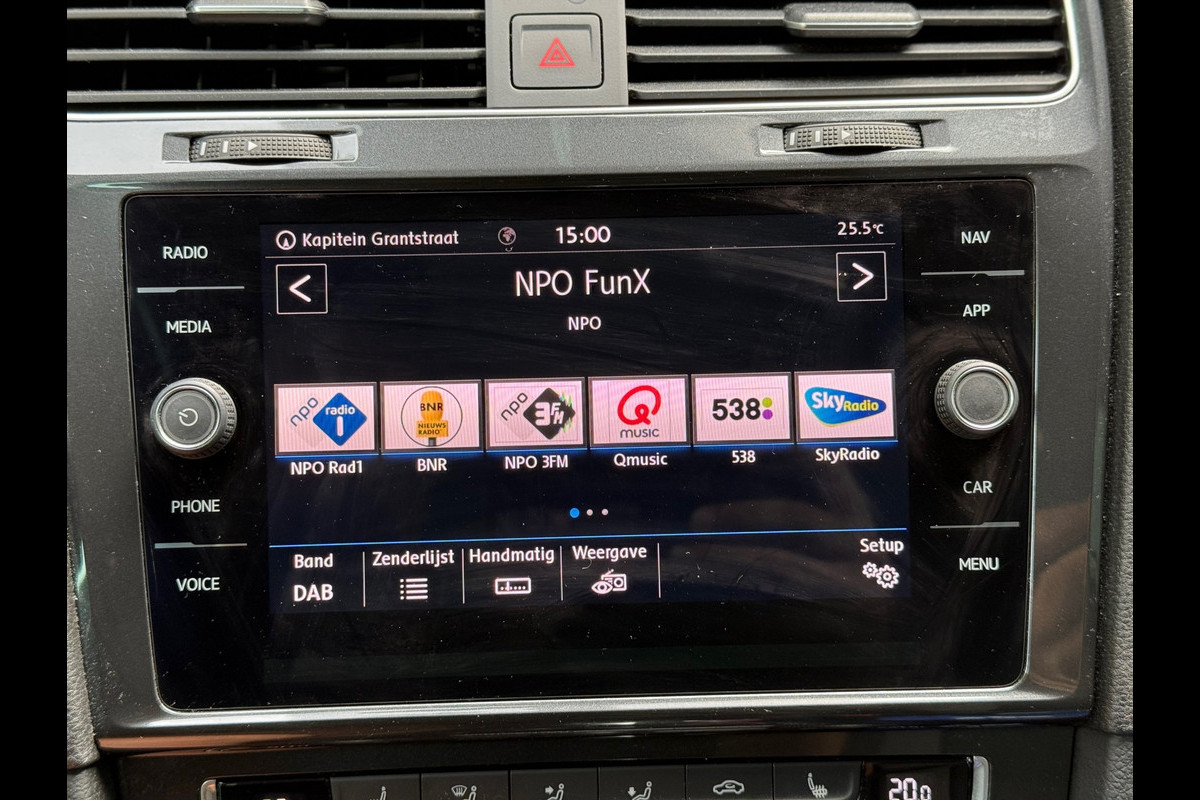 RADIO
MEDIA
PHONE
VOICE
Kapitein Grantstraat 15:00 25.5°C
< NPO FunX >
NPO
npo radio 1
BNR NIEUWS RADIO
npo 3FM
Q MUSIC
538
Sky Radio
NPO Rad1 BNR NPO 3FM Qmusic 538 SkyRadio
Band Zenderlijst Handmatig Weergave Setup
DAB
NAV
APP
CAR
MENU
20.0